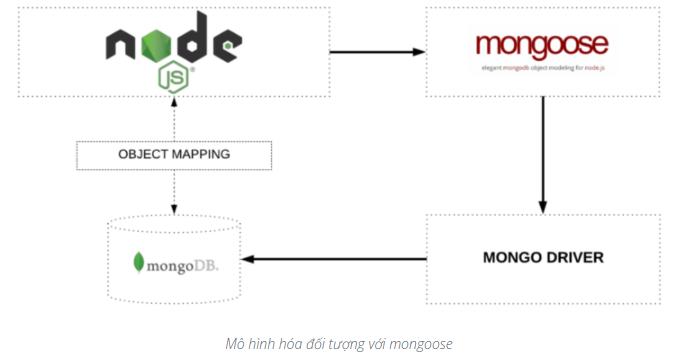 node
JS
mongoose
elegant mongodb object modeling for node.js
OBJECT MAPPING
mongoDB.
MONGO DRIVER
Mô hình hóa đối tượng với mongoose